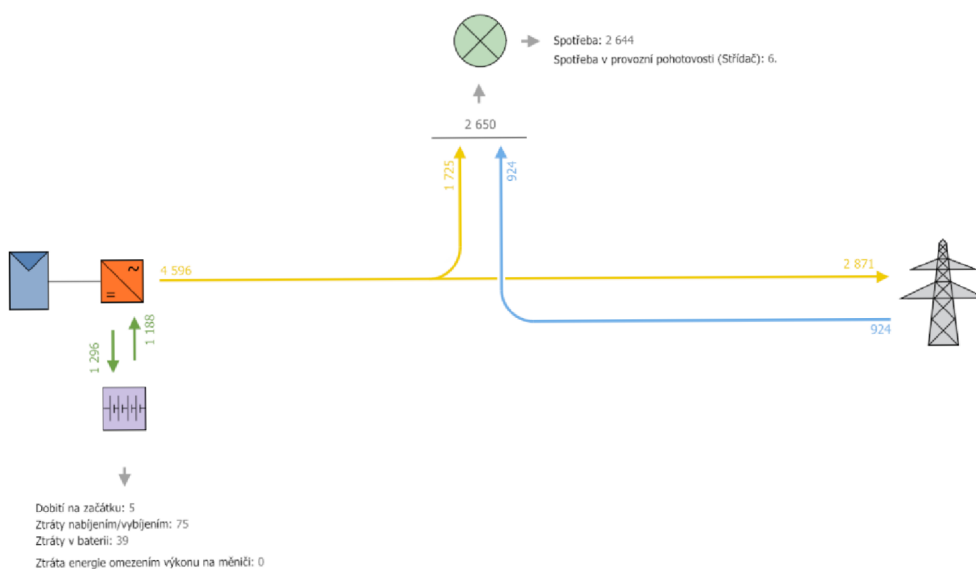 Spotřeba: 2 644
Spotřeba v provozní pohotovosti (Střídač): 6.
2 650
1 725
924
4 596
2 871
924
1 296
1 188
Dobití na začátku: 5
Ztráty nabíjením/vybíjením: 75
Ztráty v baterii: 39
Ztráta energie omezením výkonu na měniči: 0